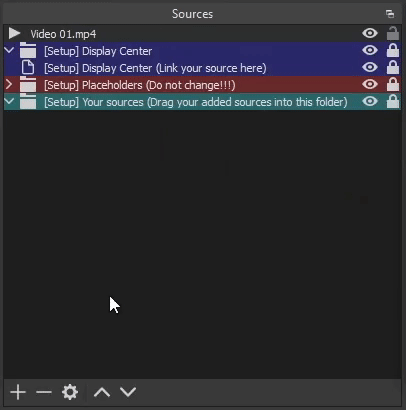 Sources
Video 01.mp4
[Setup] Display Center
[Setup] Display Center (Link your source here)
[Setup] Placeholders (Do not change!!!)
[Setup] Your sources (Drag your added sources into this folder)